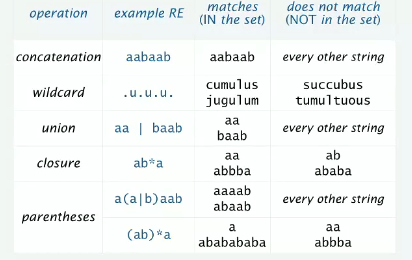 operation example RE matches (IN the set) does not match (NOT in the set)
concatenation aabaab aabaab every other string
wildcard .u.u.u. cumulus succubus
jugulum tumultuous
union aa | baab aa every other string
baab
closure ab*a aa ab
abbba ababa
parentheses a(a|b)aab aaaab every other string
abaab
(ab)*a a aa
ababababa abbba